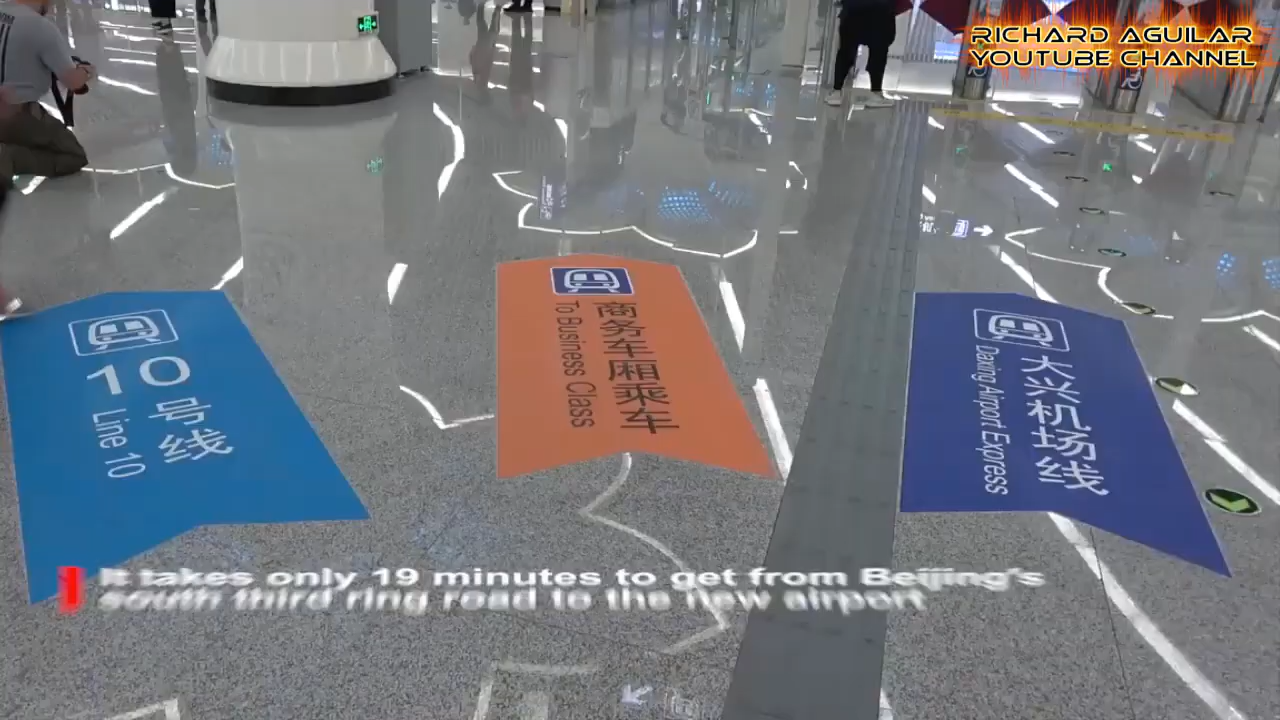 RICHARD AGUILAR
YOUTUBE CHANNEL
10号线
Line 10
商务车厢乘车
To Business Class
大兴机场线
Daxing Airport Express
It takes only 19 minutes to get from Beijing's
south third ring road to the new airport